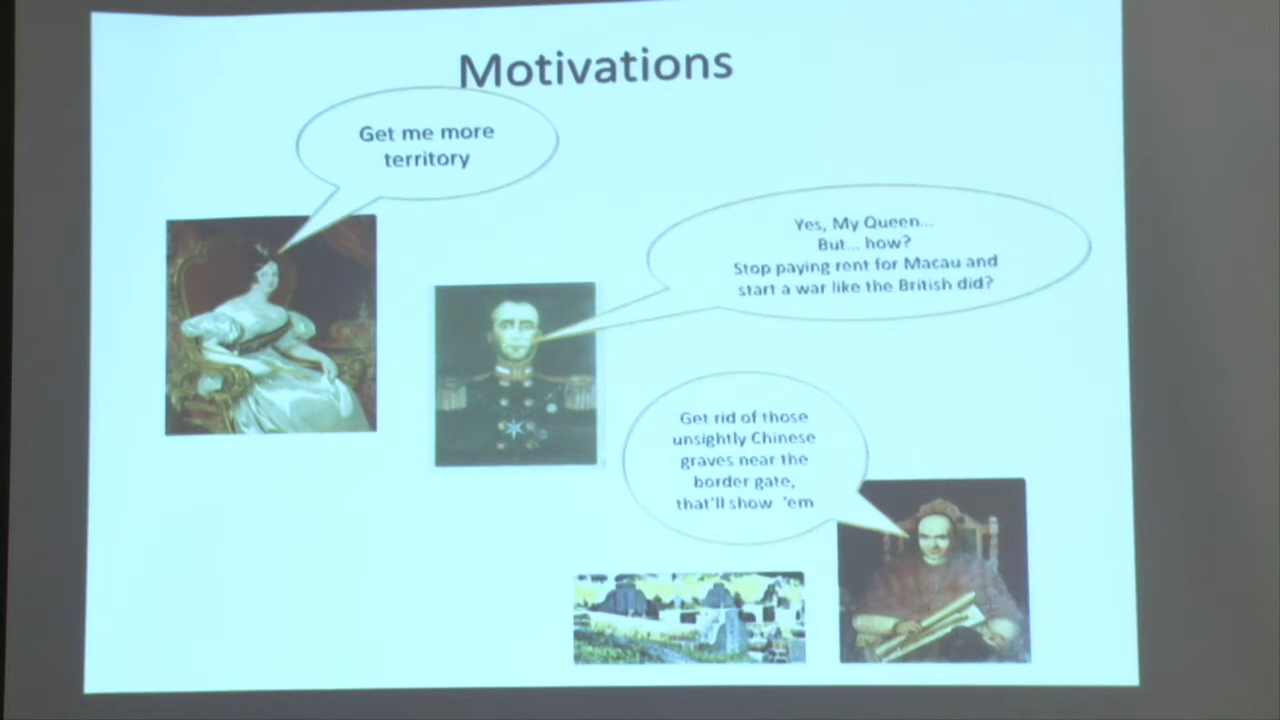 Motivations
Get me more
territory
Yes, My Queen...
But... how?
Stop paying rent for Macau and
start a war like the British did?
Get rid of those
unsightly Chinese
graves near the
border gate,
that'll show 'em